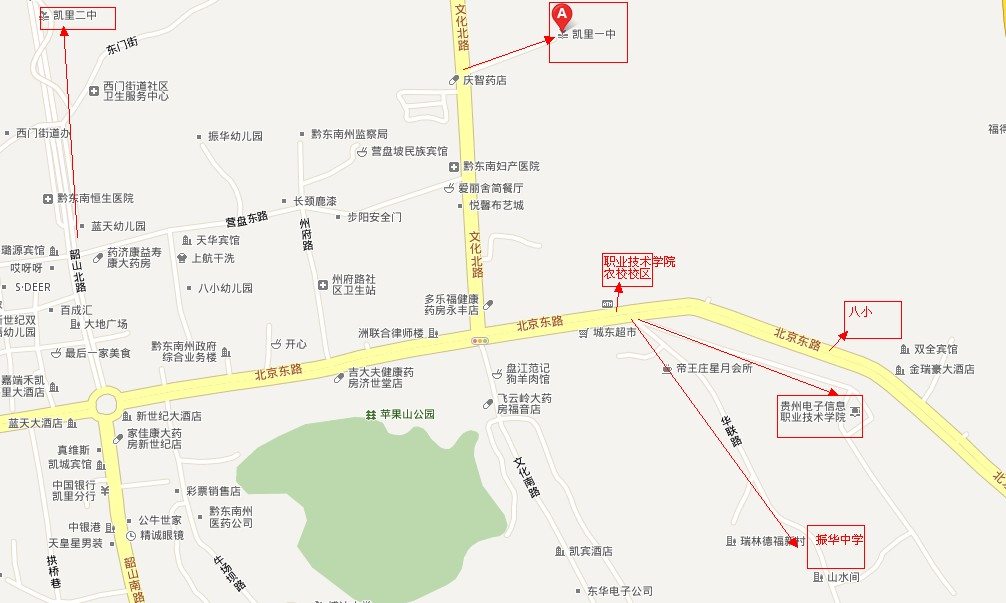 凯里二中
东门街
文化北路
A
凯里一中
庆智药店
西门街道社区
卫生服务中心
西门街道办
振华幼儿园
黔东南州监察局
营盘坡民族宾馆
福得
黔东南妇产医院
爱丽舍简餐厅
悦馨布艺城
黔东南恒生医院
长颈鹿漆
步阳安全门
营盘东路
州府路
蓝天幼儿园
天华宾馆
上航干洗
文化北路
璐源宾馆
哎呀呀
S·DEER
韶山北路
药济康益寿
康大药房
八小幼儿园
州府路社
区卫生站
职业技术学院
农校校区
百成汇
大地广场
世纪双
幼儿园
多乐福健康
药房永丰店
ATM
八小
洲联合律师楼
北京东路
城东超市
北京东路
最后一家美食
黔东南州政府
综合业务楼
开心
双全宾馆
金瑞豪大酒店
帝王庄星月会所
盘江范记
狗羊肉馆
嘉端禾凯
里大酒店
北京东路
吉大夫健康药
房济世堂店
飞云岭大药
房福音店
贵州电子信息
职业技术学院
蓝天大酒店
新世纪大酒店
苹果山公园
家佳康大药
房新世纪店
华联路
真维斯
凯城宾馆
文化南路
中国银行
凯里分行
彩票销售店
黔东南州
医药公司
公牛世家
精诚眼镜
中银港
天皇星男装
瑞林德福新村
振华中学
凯宾酒店
山水间
拱桥巷
韶山南路
牛场坝路
东华电子公司